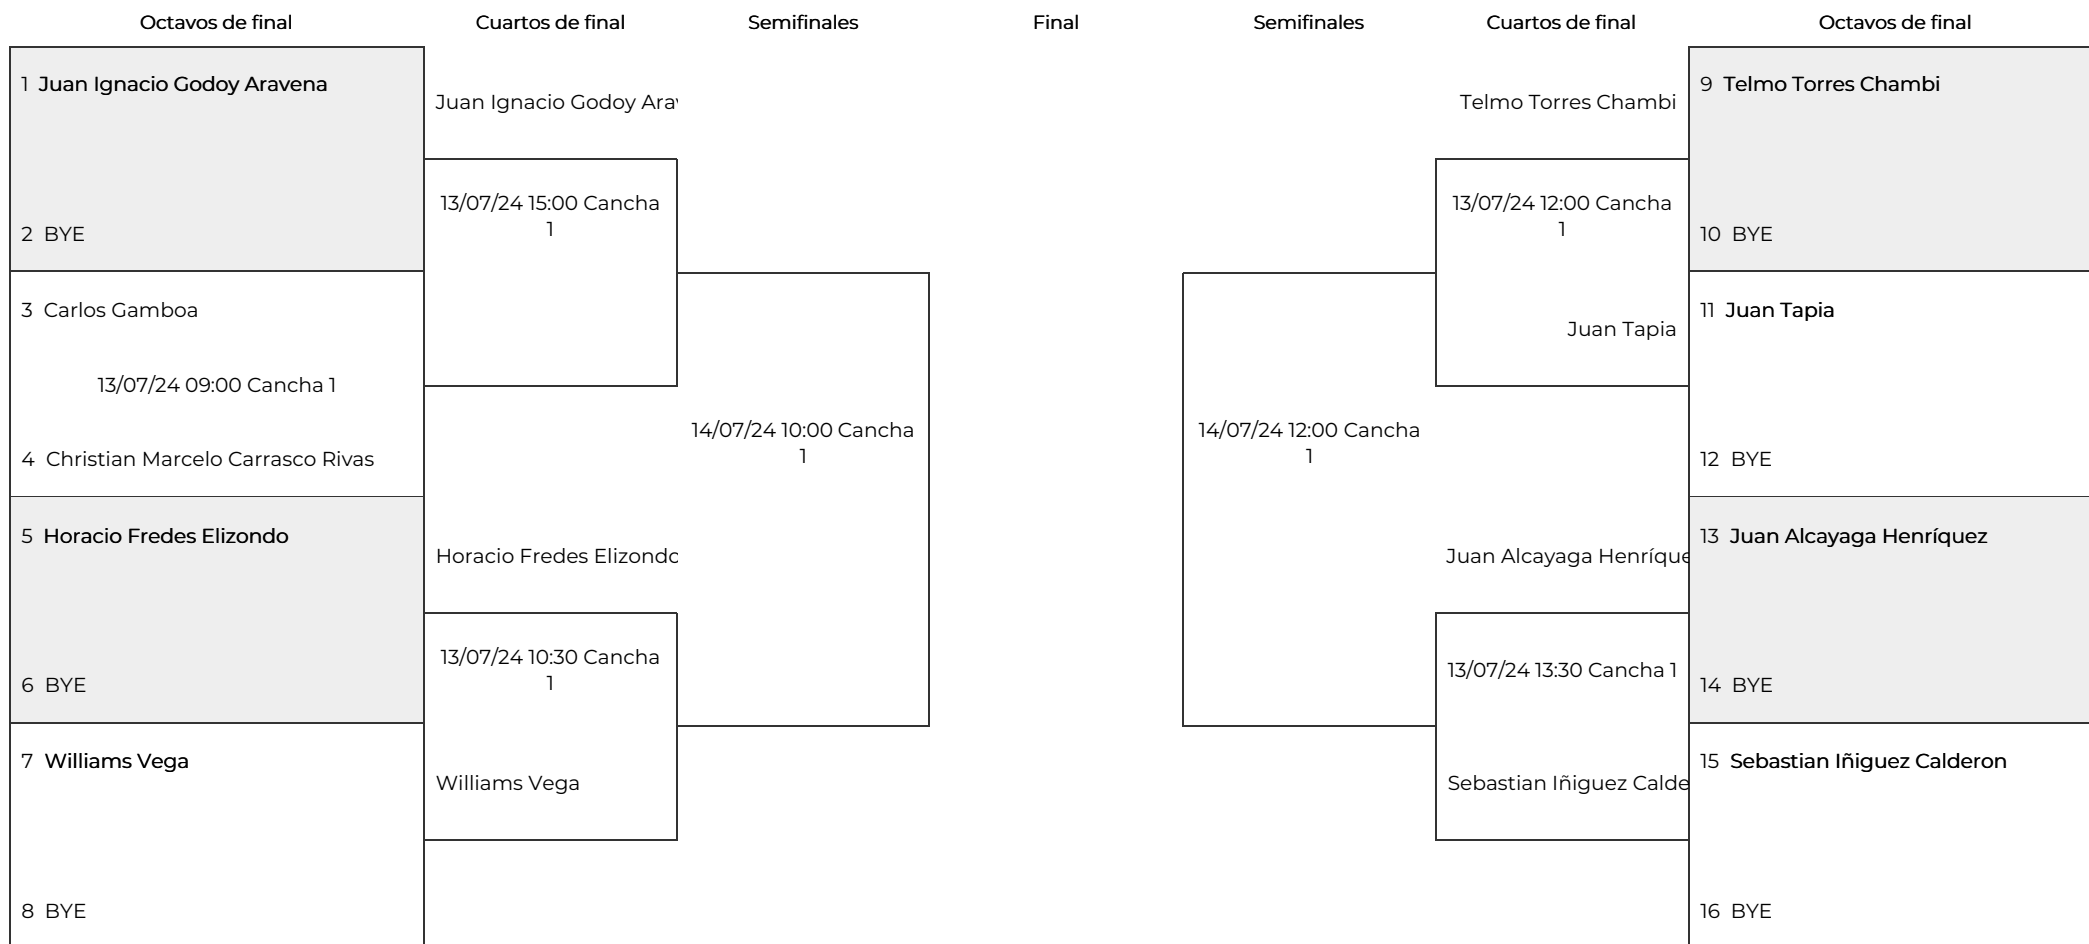 Octavos de final
Cuartos de final
Semifinales
Final
Semifinales
Cuartos de final
Octavos de final
1 Juan Ignacio Godoy Aravena
2 BYE
3 Carlos Gamboa
13/07/24 09:00 Cancha 1
4 Christian Marcelo Carrasco Rivas
5 Horacio Fredes Elizondo
6 BYE
7 Williams Vega
8 BYE
Juan Ignacio Godoy Arav
13/07/24 15:00 Cancha
1
Horacio Fredes Elizondo
13/07/24 10:30 Cancha
1
Williams Vega
14/07/24 10:00 Cancha
1
14/07/24 12:00 Cancha
1
Telmo Torres Chambi
13/07/24 12:00 Cancha
1
Juan Tapia
Juan Alcayaga Henríque
13/07/24 13:30 Cancha 1
Sebastian Iñiguez Calde
9 Telmo Torres Chambi
10 BYE
11 Juan Tapia
12 BYE
13 Juan Alcayaga Henríquez
14 BYE
15 Sebastian Iñiguez Calderon
16 BYE